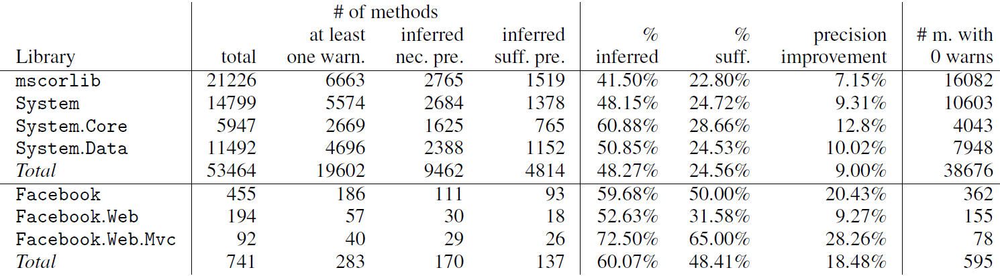 # of methods
at least inferred inferred % % precision # m. with
Library total one warn. nec. pre. suff. pre. inferred suff. improvement 0 warns
mscorlib 21226 6663 2765 1519 41.50% 22.80% 7.15% 16082
System 14799 5574 2684 1378 48.15% 24.72% 9.31% 10603
System.Core 5947 2669 1625 765 60.88% 28.66% 12.8% 4043
System.Data 11492 4696 2388 1152 50.85% 24.53% 10.02% 7948
Total 53464 19602 9462 4814 48.27% 24.56% 9.00% 38676
Facebook 455 186 111 93 59.68% 50.00% 20.43% 362
Facebook.Web 194 57 30 18 52.63% 31.58% 9.27% 155
Facebook.Web.Mvc 92 40 29 26 72.50% 65.00% 28.26% 78
Total 741 283 170 137 60.07% 48.41% 18.48% 595